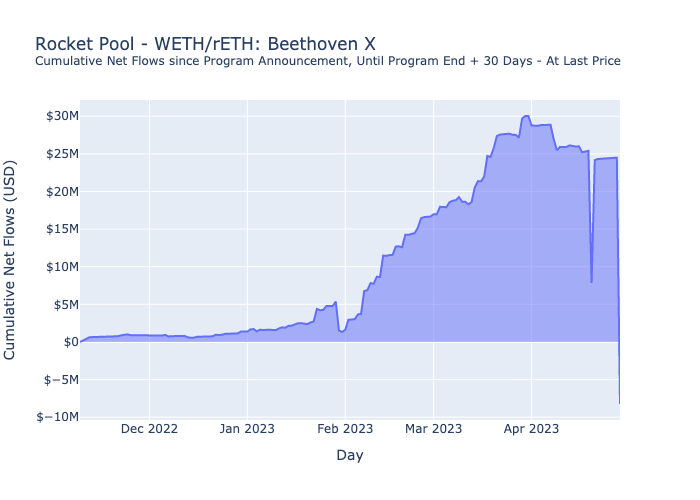 Rocket Pool - WETH/rETH: Beethoven X
Cumulative Net Flows since Program Announcement, Until Program End + 30 Days - At Last Price
$30M
$25M
$20M
$15M
$10M
$5M
$0
$−5M
$−10M
Cumulative Net Flows (USD)
Dec 2022
Jan 2023
Feb 2023
Mar 2023
Apr 2023
Day